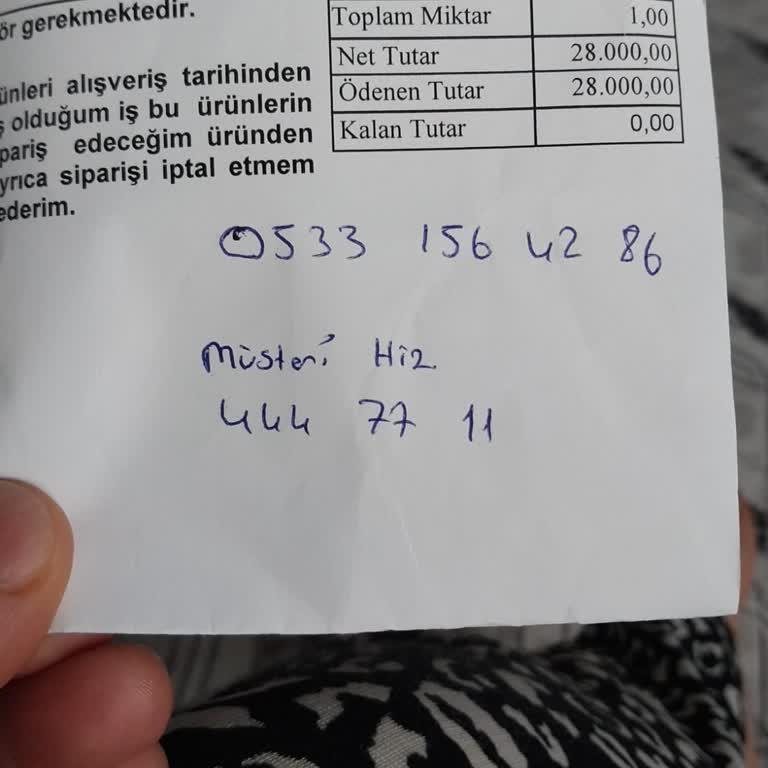 ör gerekmektedir.
ünleri alışveriş tarihinden
ş olduğum iş bu ürünlerin
pariş edeceğim üründen
yrıca siparişi iptal etmem
ederim.
Toplam Miktar 1,00
Net Tutar 28.000,00
Ödenen Tutar 28.000,00
Kalan Tutar 0,00
0533 156 42 86
Müşteri Hiz.
444 77 11